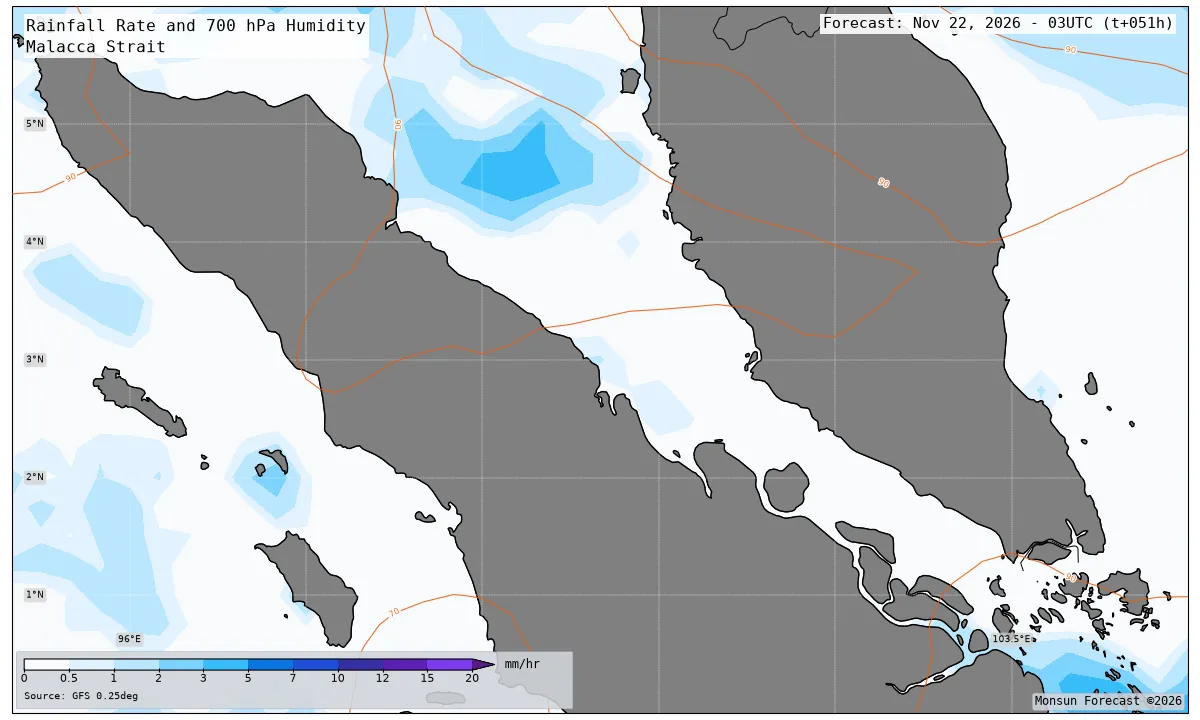 Rainfall Rate and 700 hPa Humidity
Malacca Strait
Forecast: Nov 22, 2026 - 03UTC (t+051h)
90
90
5°N
90
90
4°N
3°N
2°N
90
1°N
70
96°E
103.5°E
mm/hr
0 0.5 1 2 3 5 7 10 12 15 20
Source: GFS 0.25deg
Monsun Forecast ©2026